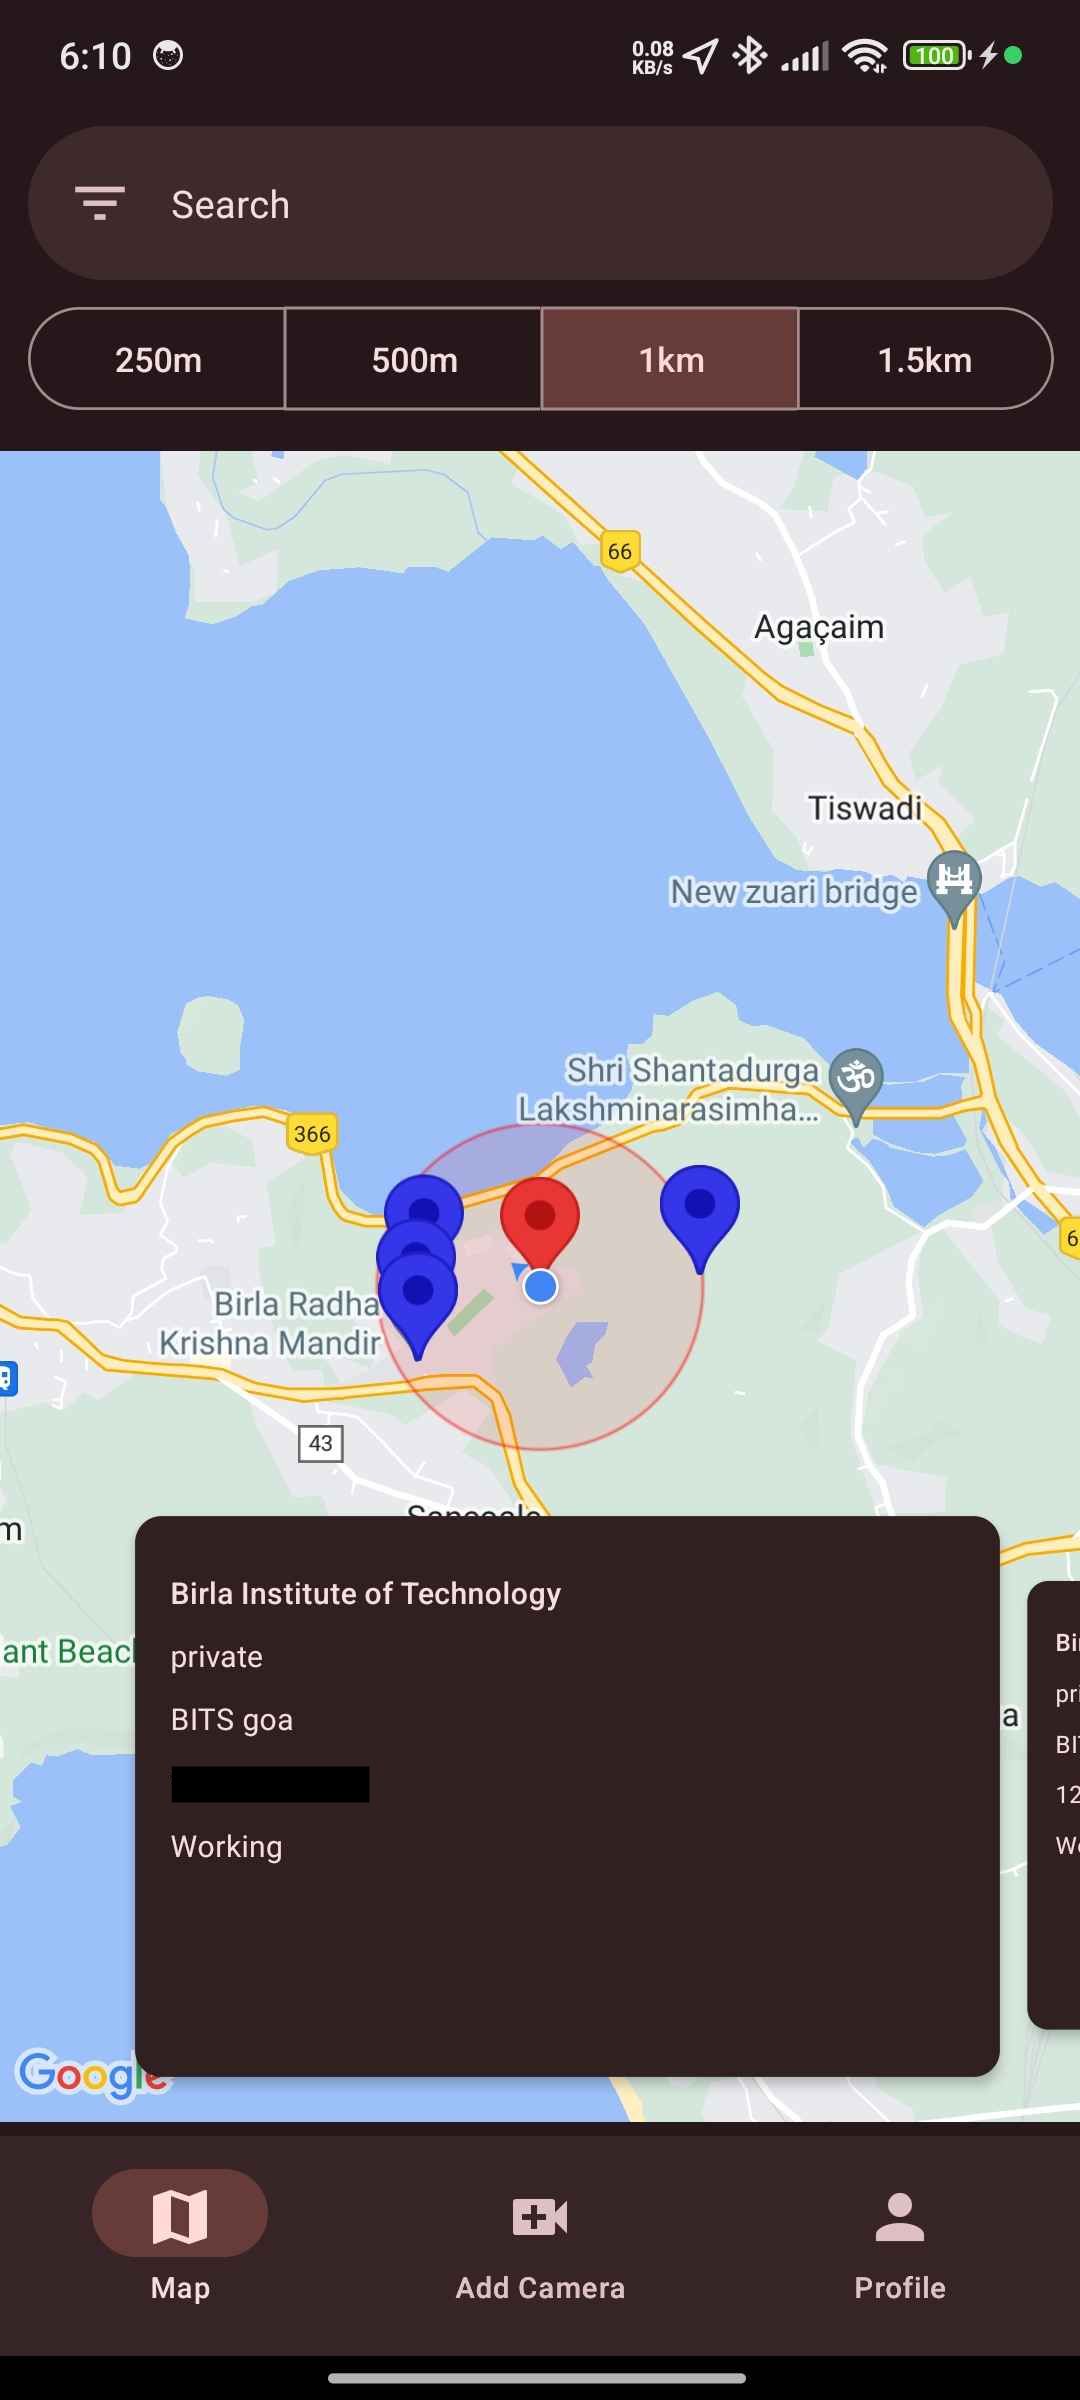 6:10
0.08
KB/s
100
Search
250m
500m
1km
1.5km
66
Agaçaim
Tiswadi
New zuari bridge
Shri Shantadurga
Lakshminarasimha...
366
6
Birla Radha
Krishna Mandir
43
m
Birla Institute of Technology
private
BITS goa
Working
ant Beac
a
Bi
pri
12
Google
Map
Add Camera
Profile